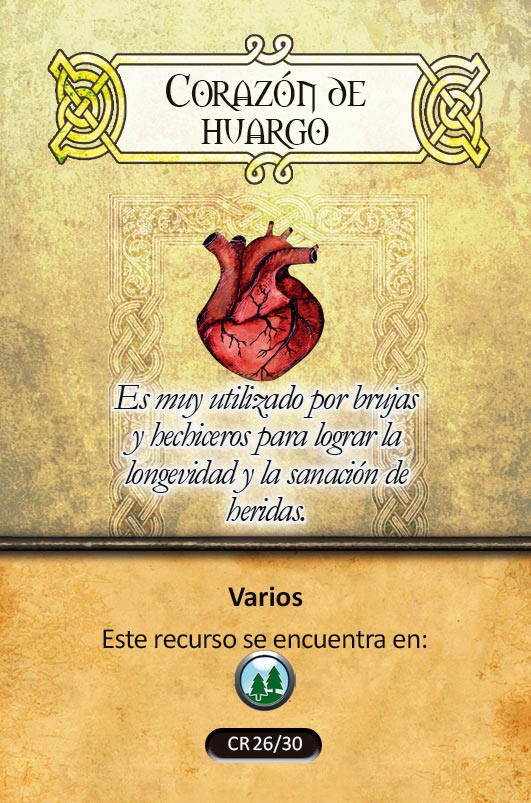 Corazón de
huargo
Es muy utilizado por brujas
y hechiceros para lograr la
longevidad y la sanación de
heridas.
Varios
Este recurso se encuentra en:
CR 26/30